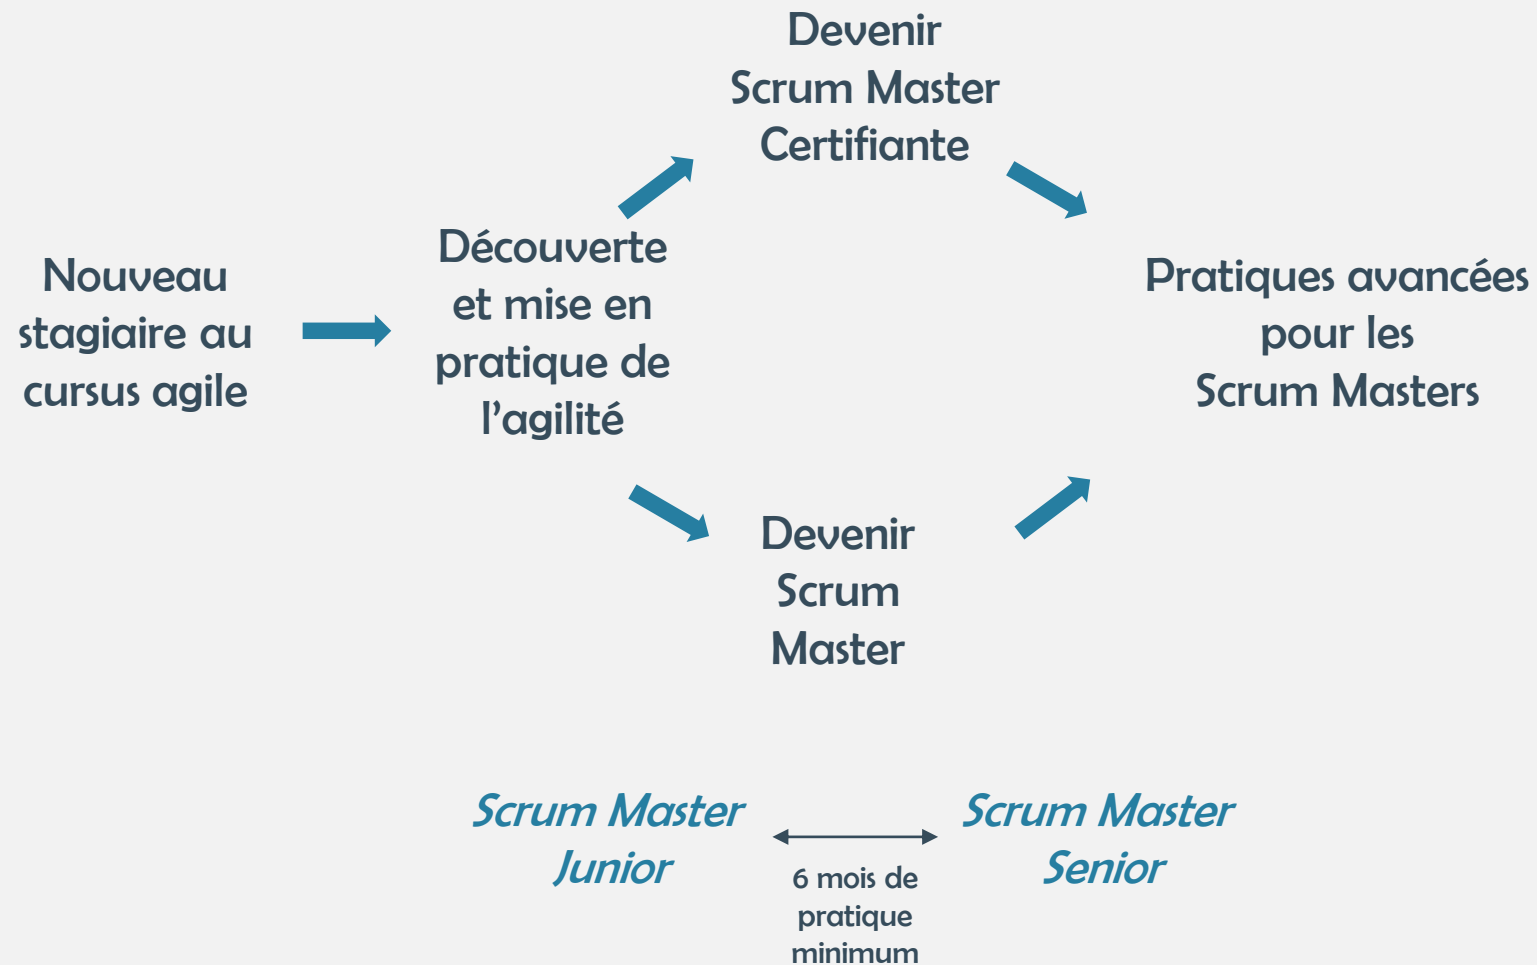 Nouveau
stagiaire au
cursus agile
Découverte
et mise en
pratique de
l’agilité
Devenir
Scrum Master
Certifiante
Devenir
Scrum
Master
Pratiques avancées
pour les
Scrum Masters
Scrum Master
Junior
6 mois de
pratique
minimum
Scrum Master
Senior